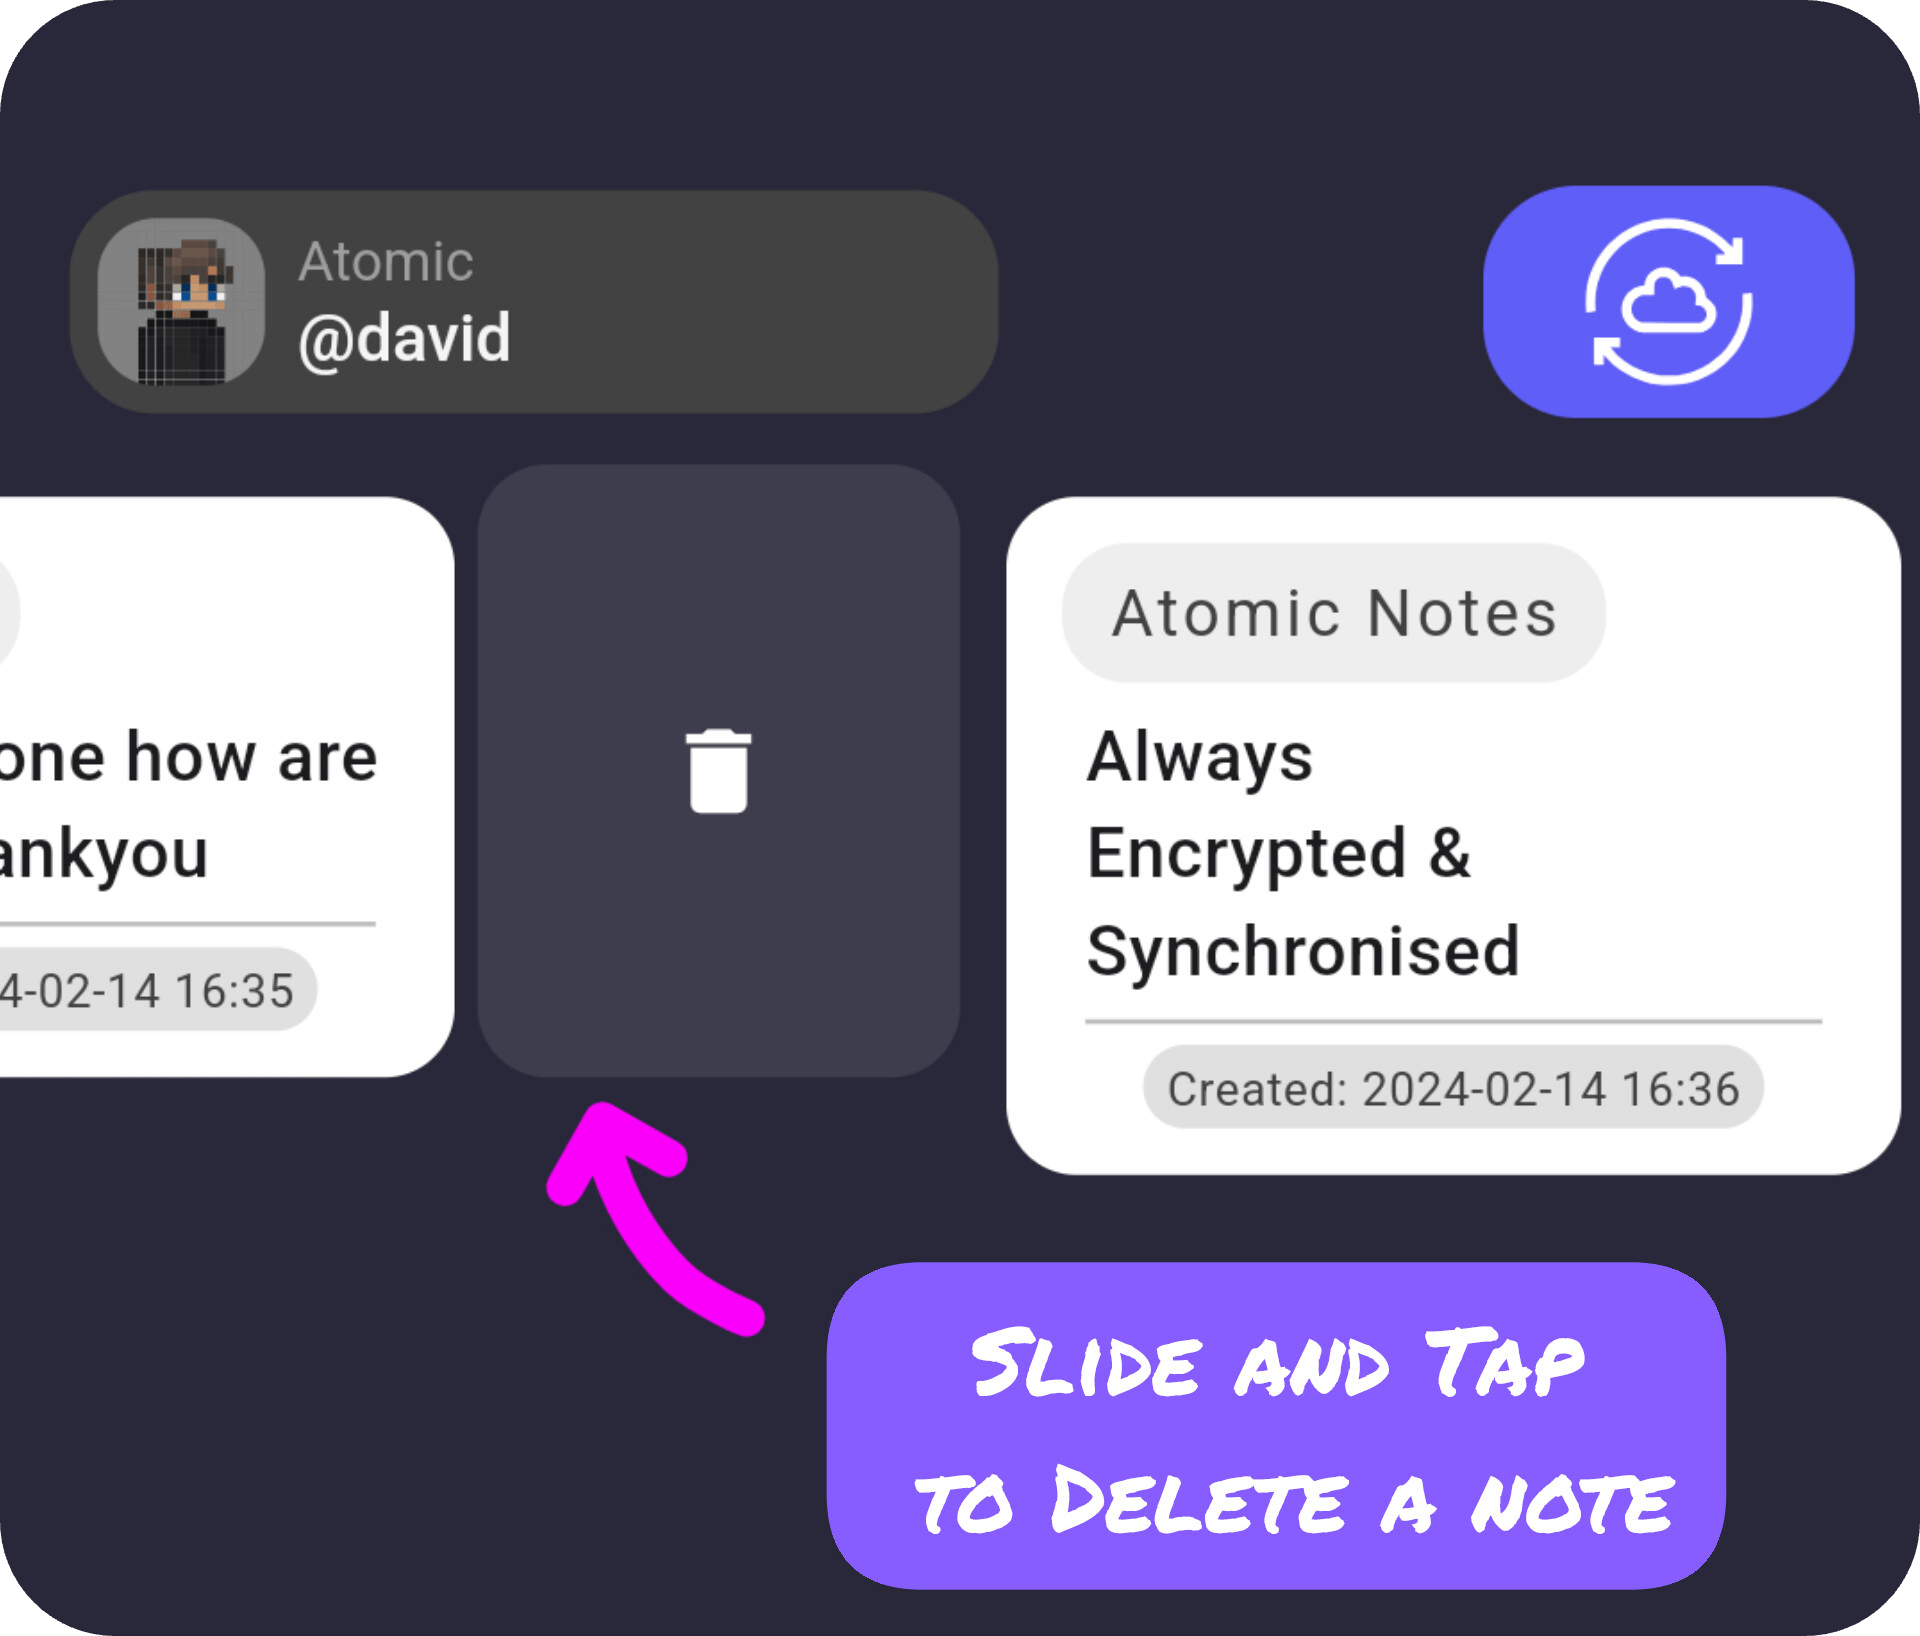 Atomic
@david
one how are
ankyou
4-02-14 16:35
Atomic Notes
Always
Encrypted &
Synchronised
Created: 2024-02-14 16:36
Slide and Tap
to Delete a note